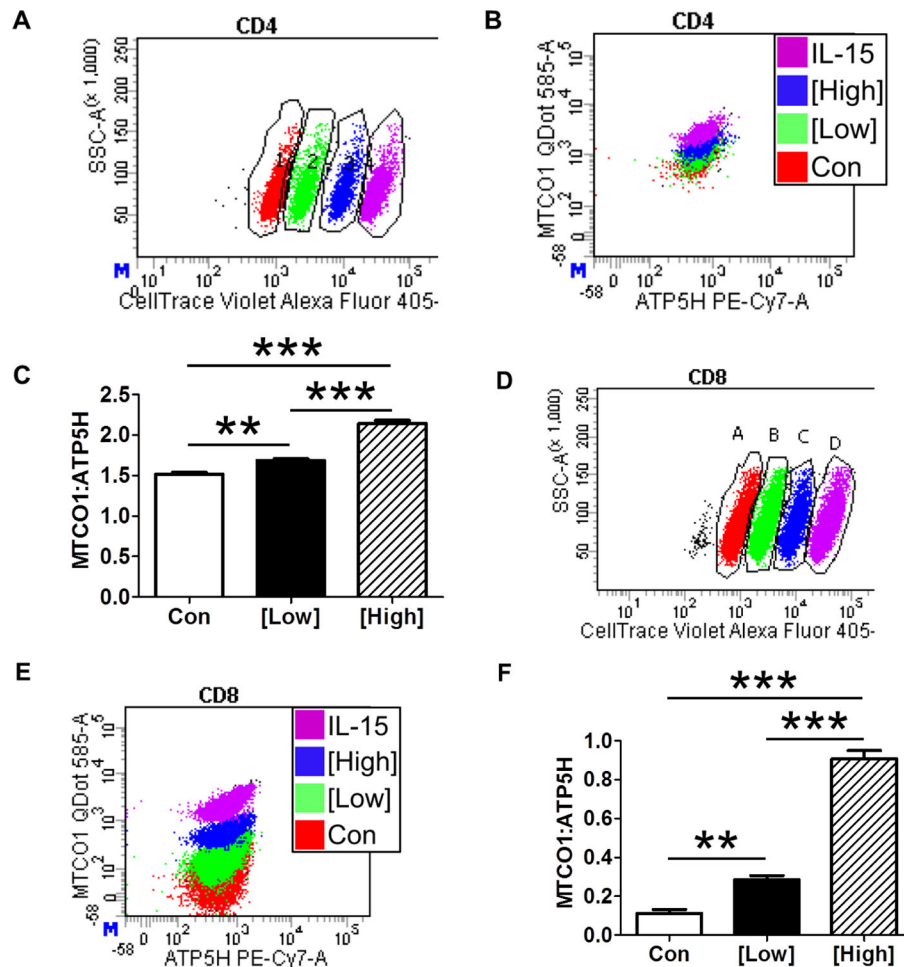 A
CD4
SSC-A (x 1,000)
250
200
150
100
50
2
M
0 10¹ 10² 10³ 10⁴ 10⁵
CellTrace Violet Alexa Fluor 405-
B
CD4
MTCO1 QDot 585-A
10⁵
10⁴
10³
10²
0
-58
IL-15
[High]
[Low]
Con
M
-58 0 10² 10³ 10⁴ 10⁵
ATP5H PE-Cy7-A
C
***
***
**
MTCO1:ATP5H
2.5
2.0
1.5
1.0
0.5
0.0
Con [Low] [High]
D
CD8
SSC-A (x 1,000)
250
200
150
100
50
A B C D
10¹ 10² 10³ 10⁴ 10⁵
CellTrace Violet Alexa Fluor 405-
E
CD8
MTCO1 QDot 585-A
10⁵
10⁴
10³
10²
0
-58
IL-15
[High]
[Low]
Con
M
-58 0 10² 10³ 10⁴ 10⁵
ATP5H PE-Cy7-A
F
***
***
**
MTCO1:ATP5H
1.0
0.8
0.6
0.4
0.2
0.0
Con [Low] [High]